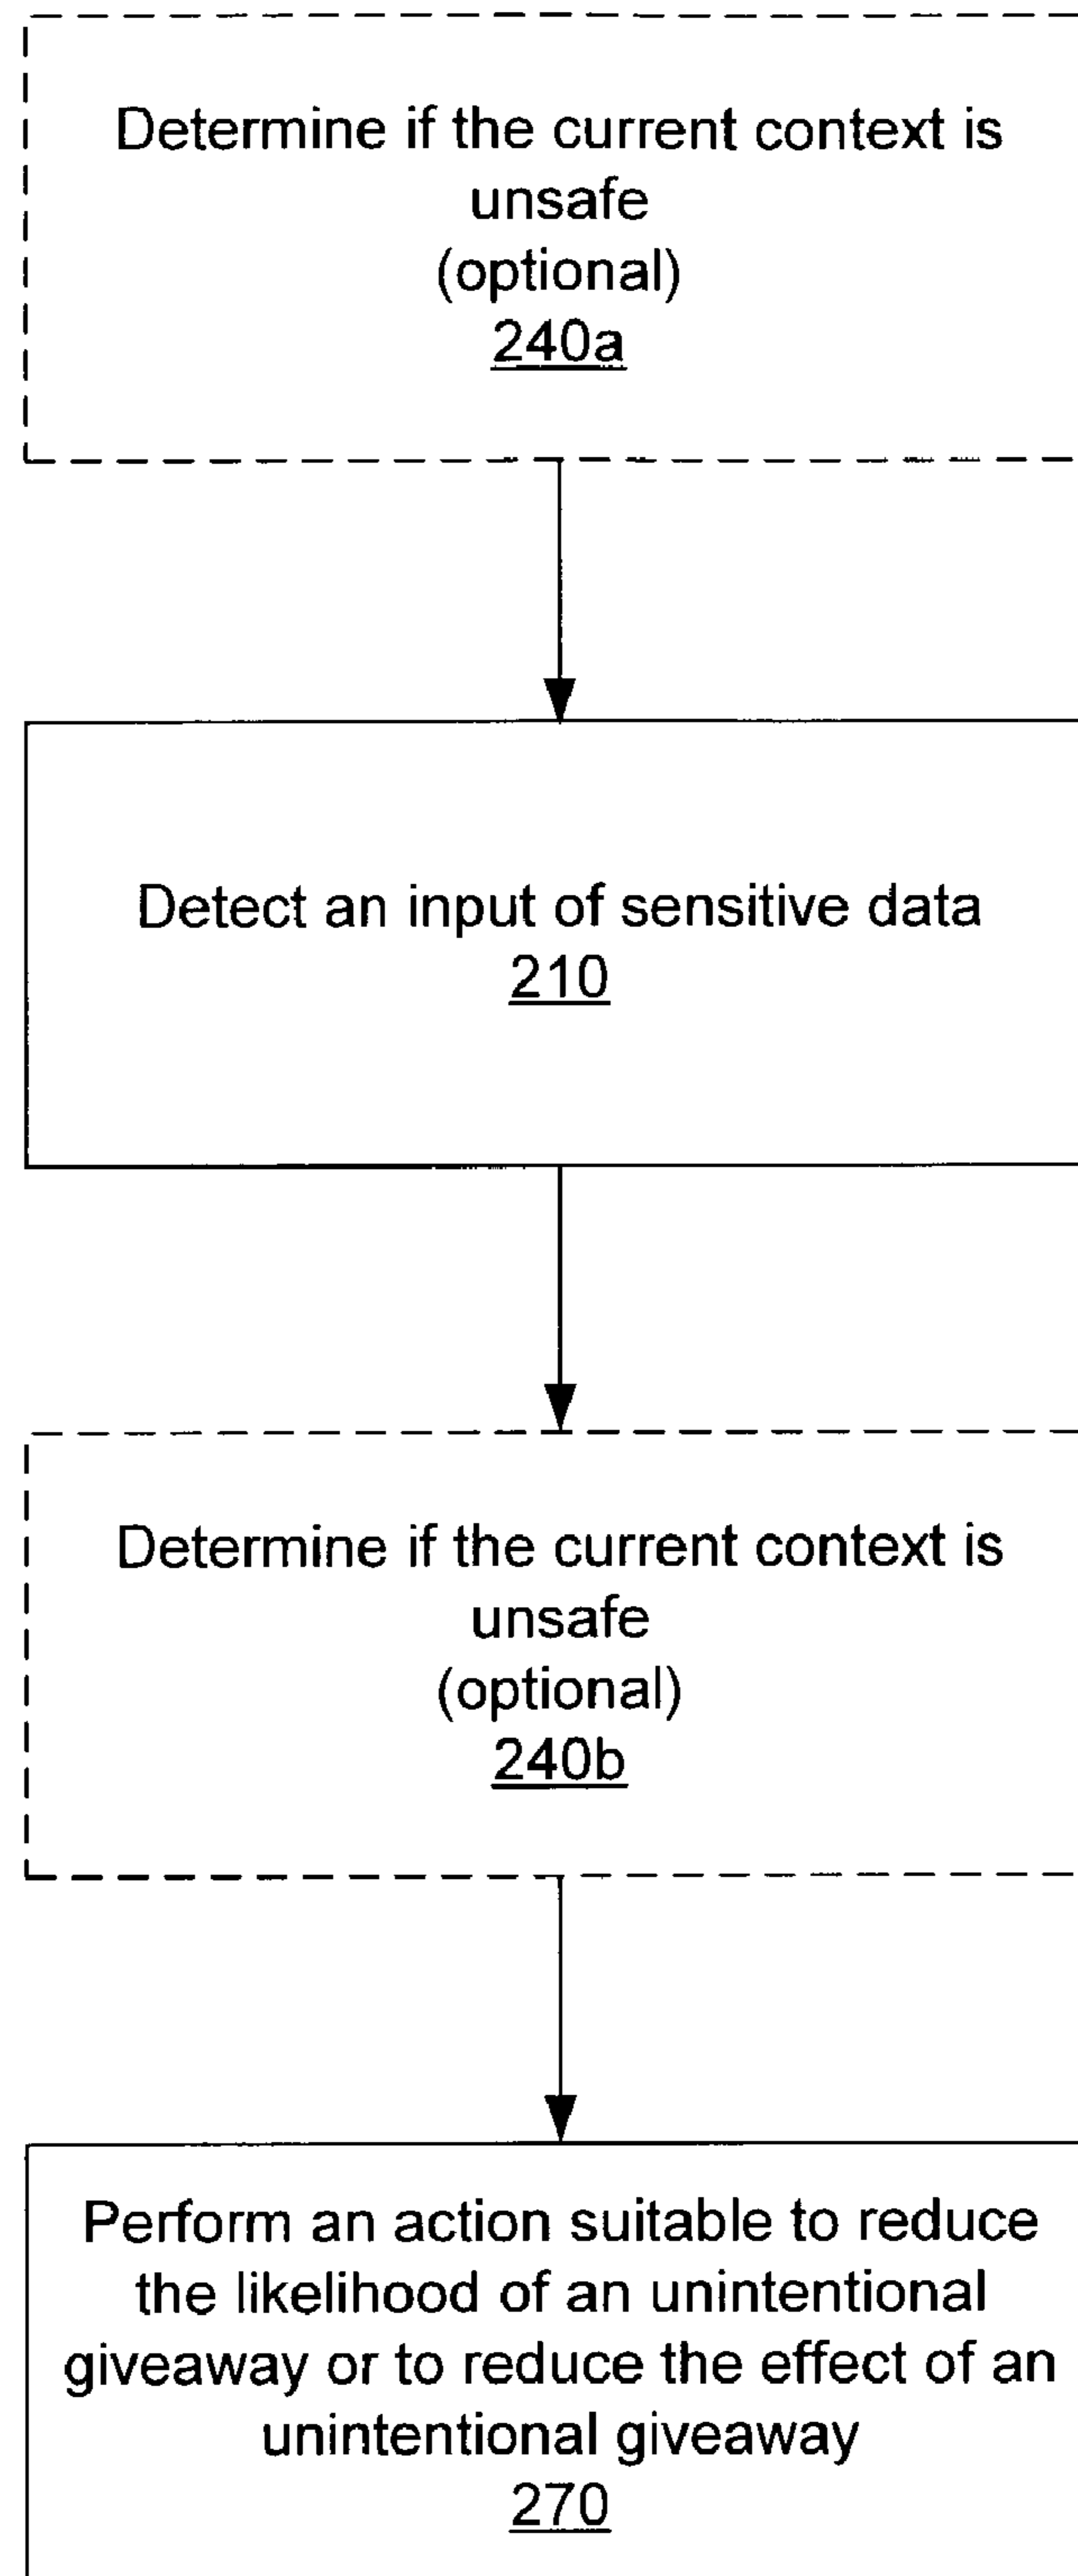 Determine if the current context is
unsafe
(optional)
240a
Detect an input of sensitive data
210
Determine if the current context is
unsafe
(optional)
240b
Perform an action suitable to reduce
the likelihood of an unintentional
giveaway or to reduce the effect of an
unintentional giveaway
270